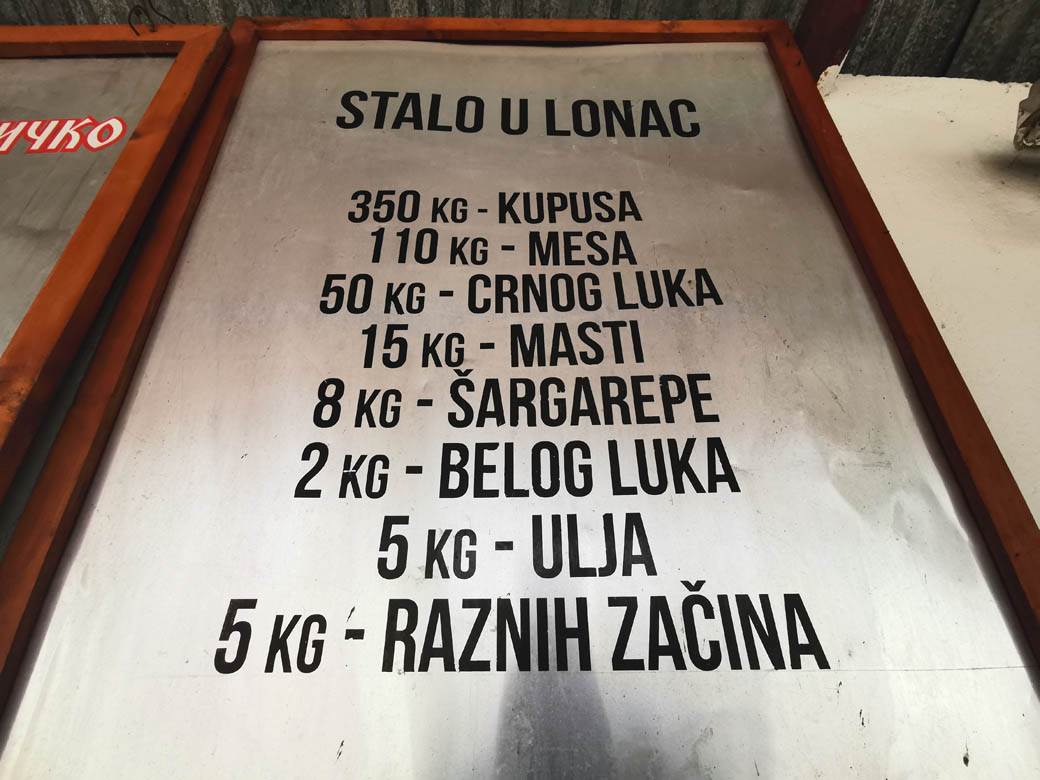 STALO U LONAC
350 KG - KUPUSA
110 KG - MESA
50 KG - CRNOG LUKA
15 KG - MASTI
8 KG - ŠARGAREPE
2 KG - BELOG LUKA
5 KG - ULJA
5 KG - RAZNIH ZAČINA